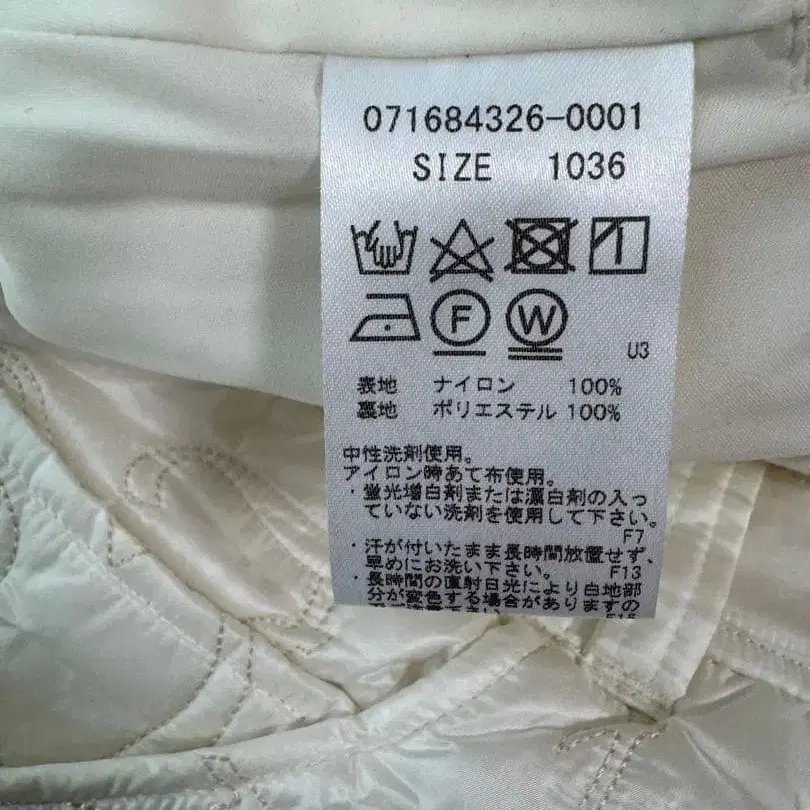 071684326-0001
SIZE 1036
F W
U3
表地 ナイロン 100%
裏地 ポリエステル 100%
中性洗剤使用。
アイロン時あて布使用。
・蛍光増白剤または漂白剤の入っ
ていない洗剤を使用して下さい。
F7
・汗が付いたまま長時間放置せず、
早めにお洗い下さい。 F13
・長時間の直射日光により白地部
分が変色する場合がありますの